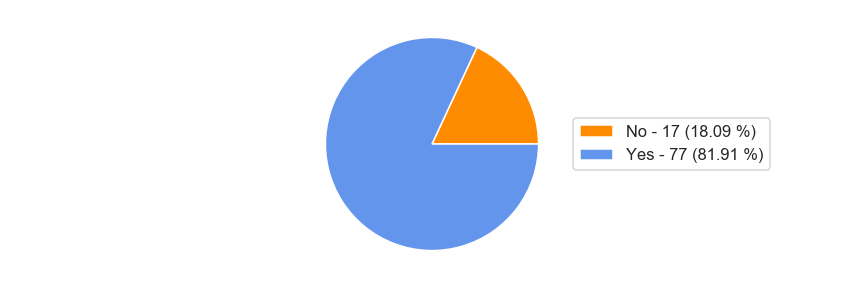 No - 17 (18.09 %)
Yes - 77 (81.91 %)